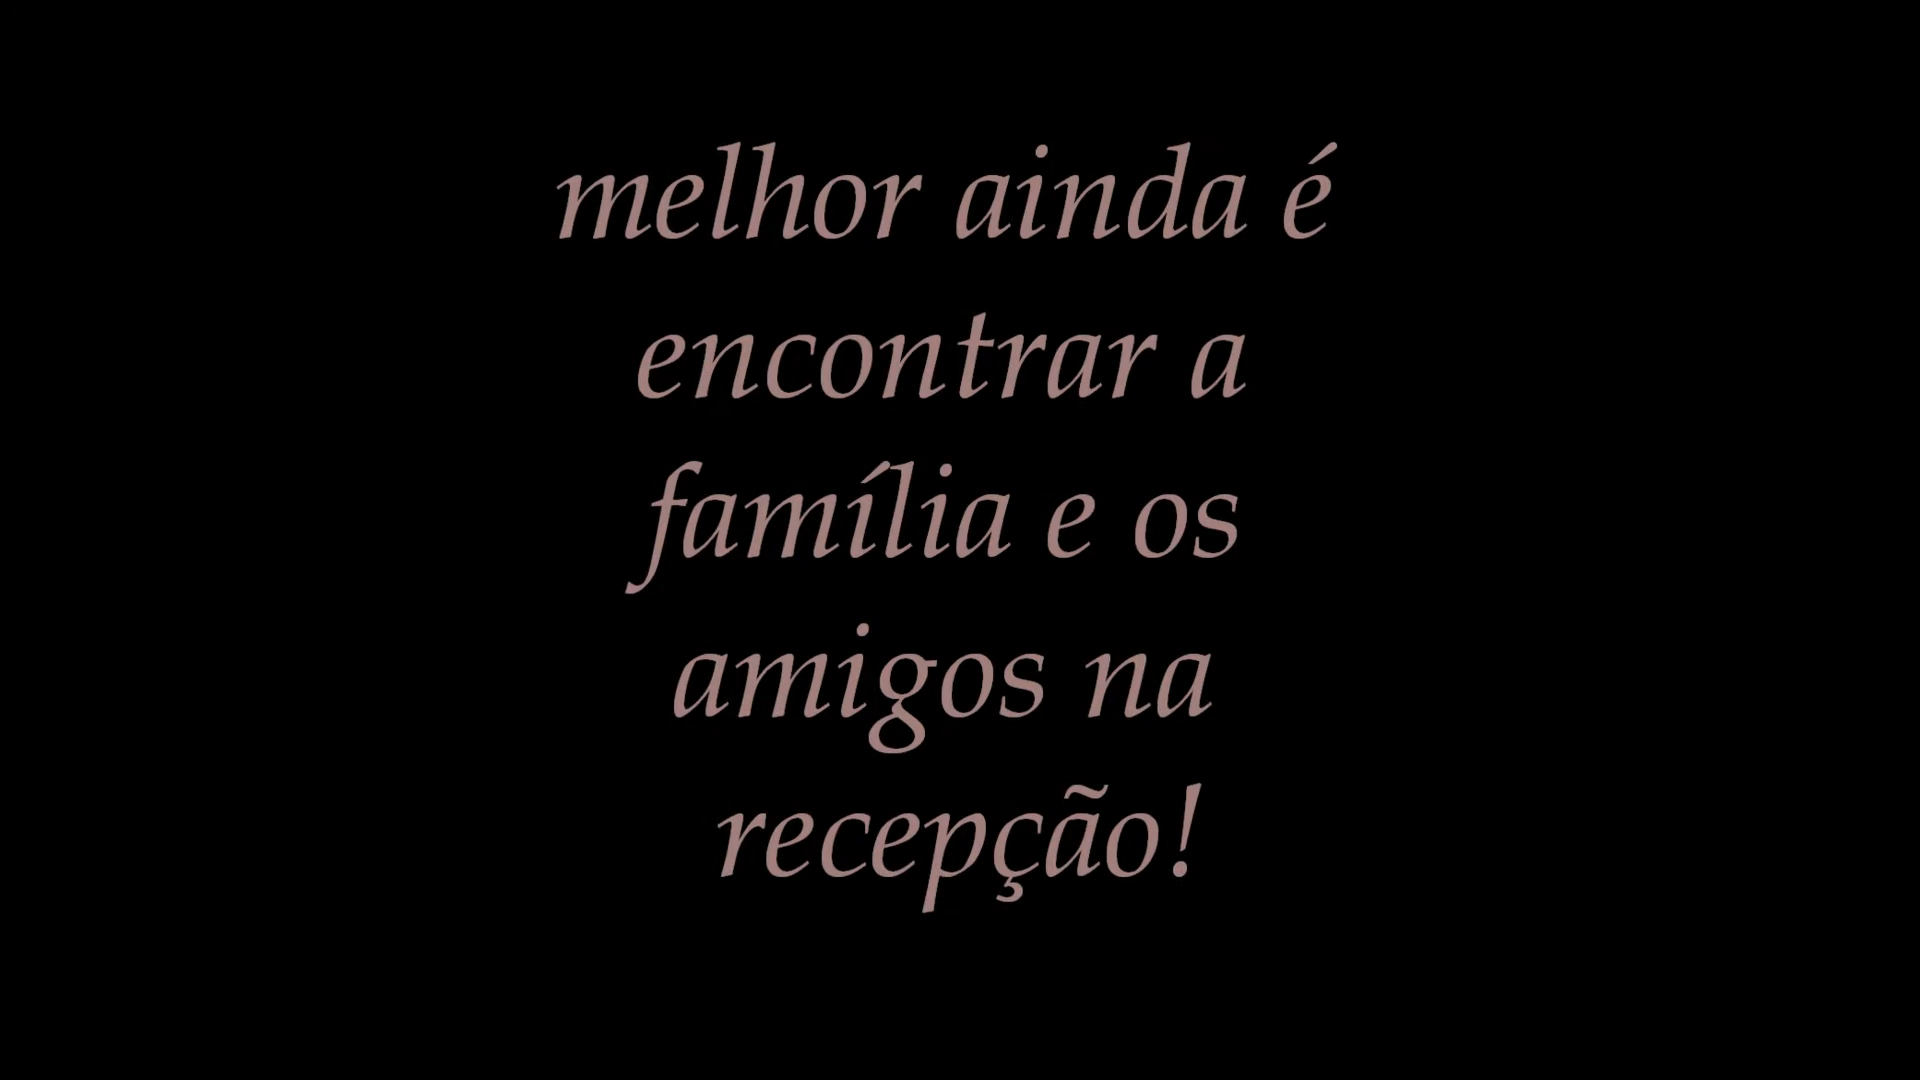 melhor ainda é
encontrar a
família e os
amigos na
recepção!